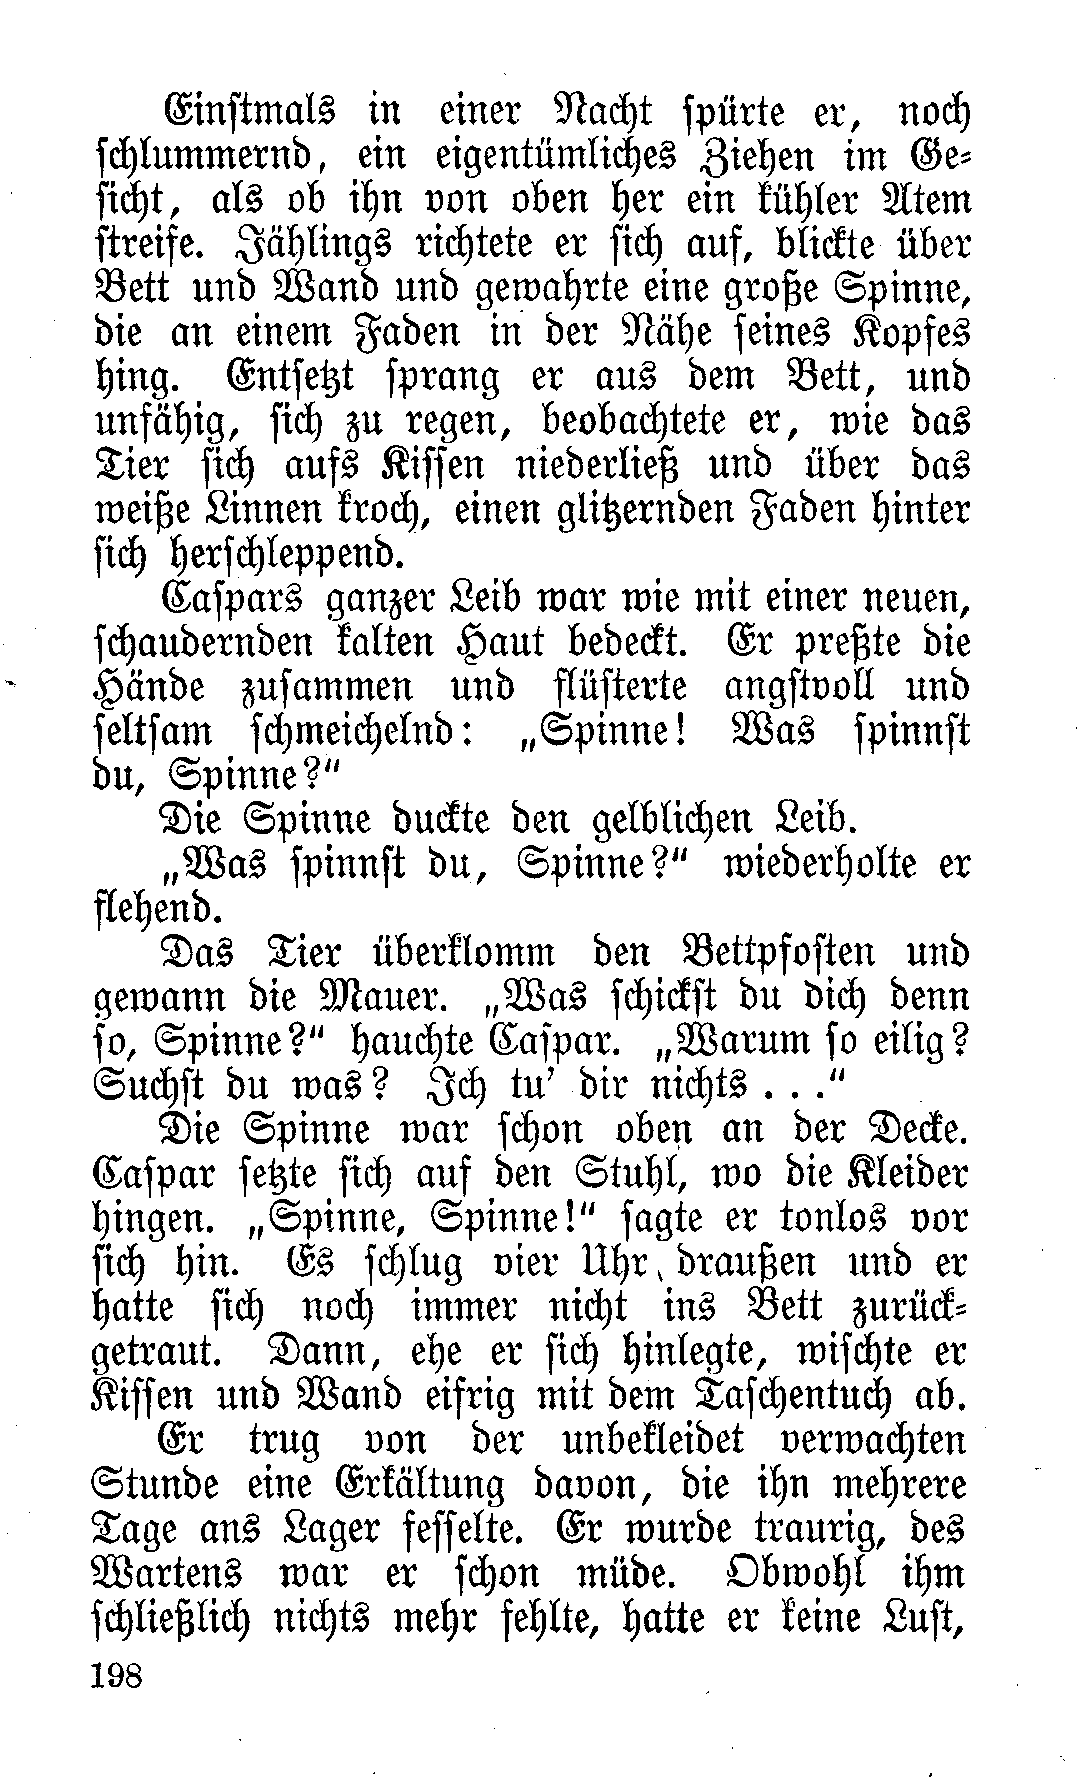 Einstmals in einer Nacht spürte er, noch
schlummernd, ein eigentümliches Ziehen im Ge-
sicht, als ob ihn von oben her ein kühler Atem
streife. Jählings richtete er sich auf, blickte über
Bett und Wand und gewahrte eine große Spinne,
die an einem Faden in der Nähe seines Kopfes
hing. Entsetzt sprang er aus dem Bett, und
unfähig, sich zu regen, beobachtete er, wie das
Tier sich aufs Kissen niederließ und über das
weiße Linnen kroch, einen glitzernden Faden hinter
sich herschleppend.
Caspars ganzer Leib war wie mit einer neuen,
schaudernden kalten Haut bedeckt. Er preßte die
Hände zusammen und flüsterte angstvoll und
seltsam schmeichelnd: „Spinne! Was spinnst
du, Spinne?“
Die Spinne duckte den gelblichen Leib.
„Was spinnst du, Spinne?“ wiederholte er
flehend.
Das Tier überklomm den Bettpfosten und
gewann die Mauer. „Was schickst du dich denn
so, Spinne?“ hauchte Caspar. „Warum so eilig?
Suchst du was? Ich tu’ dir nichts . . .“
Die Spinne war schon oben an der Decke.
Caspar setzte sich auf den Stuhl, wo die Kleider
hingen. „Spinne, Spinne!“ sagte er tonlos vor
sich hin. Es schlug vier Uhr, draußen und er
hatte sich noch immer nicht ins Bett zurück-
getraut. Dann, ehe er sich hinlegte, wischte er
Kissen und Wand eifrig mit dem Taschentuch ab.
Er trug von der unbekleidet verwachten
Stunde eine Erkältung davon, die ihn mehrere
Tage ans Lager fesselte. Er wurde traurig, des
Wartens war er schon müde. Obwohl ihm
schließlich nichts mehr fehlte, hatte er keine Lust,
198